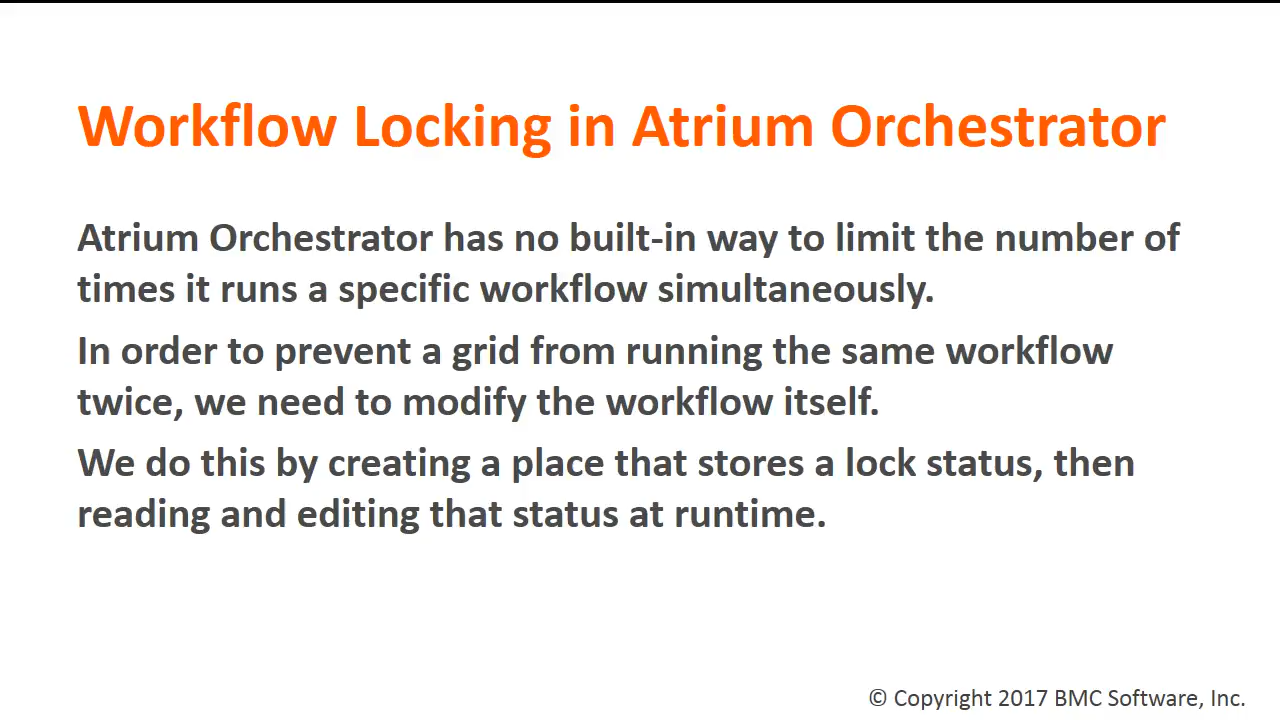 Workflow Locking in Atrium Orchestrator
Atrium Orchestrator has no built-in way to limit the number of
times it runs a specific workflow simultaneously.
In order to prevent a grid from running the same workflow
twice, we need to modify the workflow itself.
We do this by creating a place that stores a lock status, then
reading and editing that status at runtime.
© Copyright 2017 BMC Software, Inc.